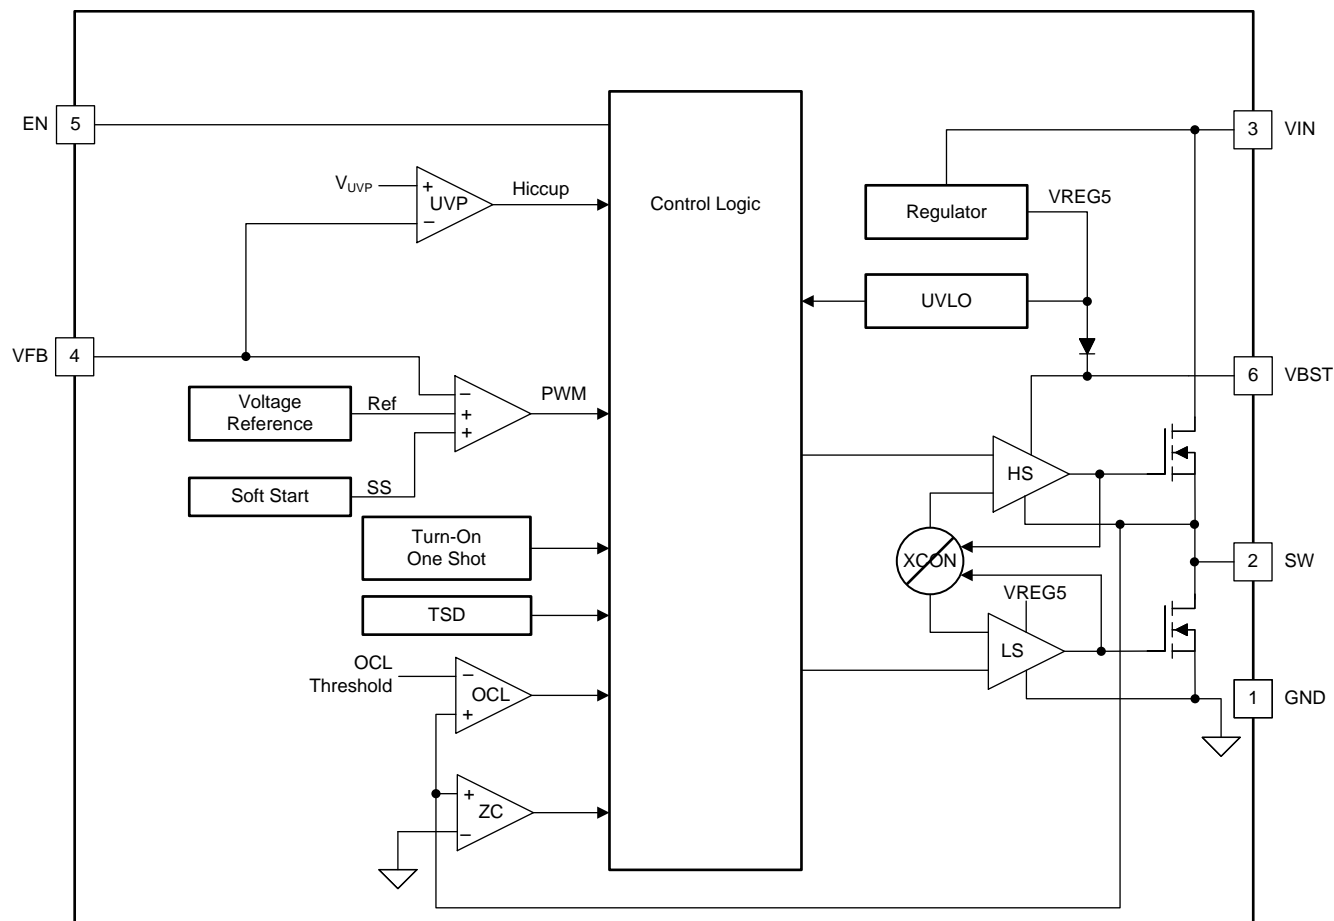 EN
5
3
VIN
VUVP
+
UVP
−
Hiccup
Control Logic
VREG5
Regulator
UVLO
VFB
4
6
VBST
Voltage
Reference
Ref
−
+
+
PWM
Soft Start
SS
HS
Turn-On
One Shot
XCON
2
SW
TSD
VREG5
LS
OCL
Threshold
−
OCL
+
1
GND
+
ZC
−